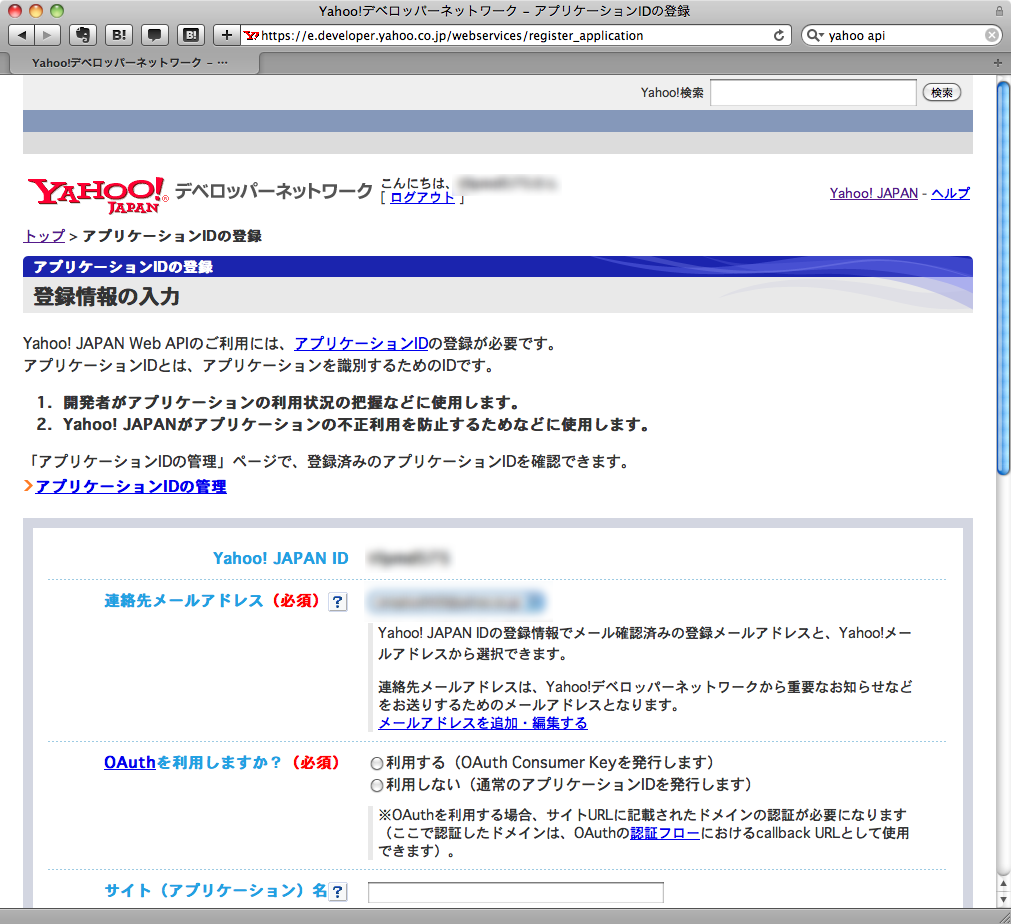 Yahoo!デベロッパーネットワーク – アプリケーションIDの登録
B!
B!
https://e.developer.yahoo.co.jp/webservices/register_application
yahoo api
Yahoo!デベロッパーネットワーク – …
Yahoo!検索
検索
YAHOO! JAPAN デベロッパーネットワーク
こんにちは、
[ ログアウト ]
Yahoo! JAPAN - ヘルプ
トップ > アプリケーションIDの登録
アプリケーションIDの登録
登録情報の入力
Yahoo! JAPAN Web APIのご利用には、アプリケーションIDの登録が必要です。
アプリケーションIDとは、アプリケーションを識別するためのIDです。
1. 開発者がアプリケーションの利用状況の把握などに使用します。
2. Yahoo! JAPANがアプリケーションの不正利用を防止するためなどに使用します。
「アプリケーションIDの管理」ページで、登録済みのアプリケーションIDを確認できます。
アプリケーションIDの管理
Yahoo! JAPAN ID
連絡先メールアドレス（必須） ?
Yahoo! JAPAN IDの登録情報でメール確認済みの登録メールアドレスと、Yahoo!メー
ルアドレスから選択できます。
連絡先メールアドレスは、Yahoo!デベロッパーネットワークから重要なお知らせなど
をお送りするためのメールアドレスとなります。
メールアドレスを追加・編集する
OAuthを利用しますか？（必須）
利用する（OAuth Consumer Keyを発行します）
利用しない（通常のアプリケーションIDを発行します）
※OAuthを利用する場合、サイトURLに記載されたドメインの認証が必要になります
（ここで認証したドメインは、OAuthの認証フローにおけるcallback URLとして使用
できます）。
サイト（アプリケーション）名 ?